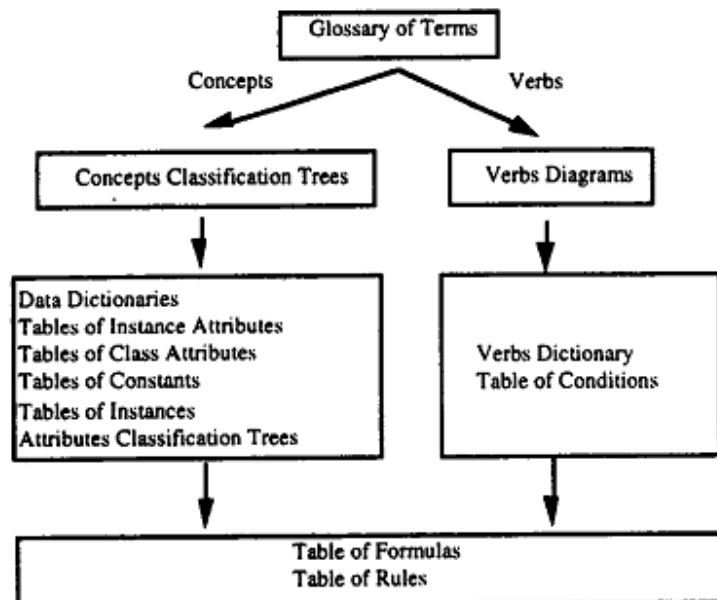 Glossary of Terms
Concepts
Verbs
Concepts Classification Trees
Verbs Diagrams
Data Dictionaries
Tables of Instance Attributes
Tables of Class Attributes
Tables of Constants
Tables of Instances
Attributes Classification Trees
Verbs Dictionary
Table of Conditions
Table of Formulas
Table of Rules